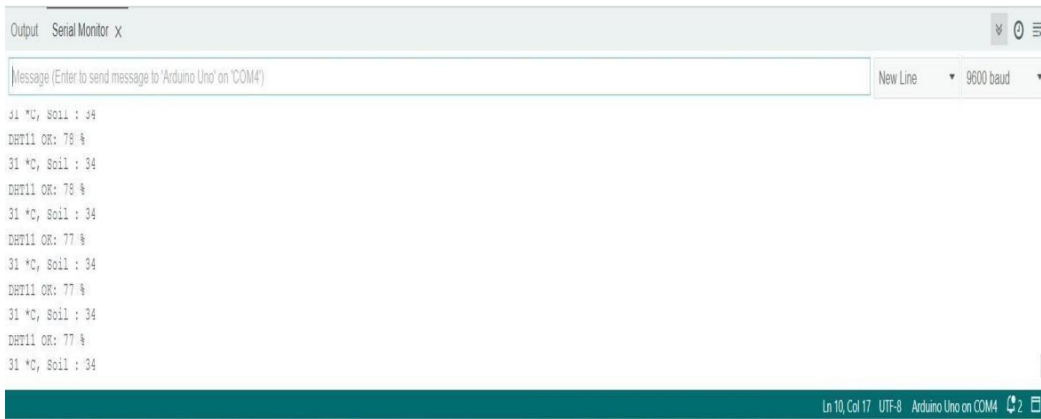 Output Serial Monitor X
Message (Enter to send message to 'Arduino Uno' on 'COM4')
New Line 9600 baud
31 *C, Soil : 34
DHT11 OK: 78 %
31 *C, Soil : 34
DHT11 OK: 78 %
31 *C, Soil : 34
DHT11 OK: 77 %
31 *C, Soil : 34
DHT11 OK: 77 %
31 *C, Soil : 34
DHT11 OK: 77 %
31 *C, Soil : 34
Ln 10, Col 17 UTF-8 Arduino Uno on COM4 2